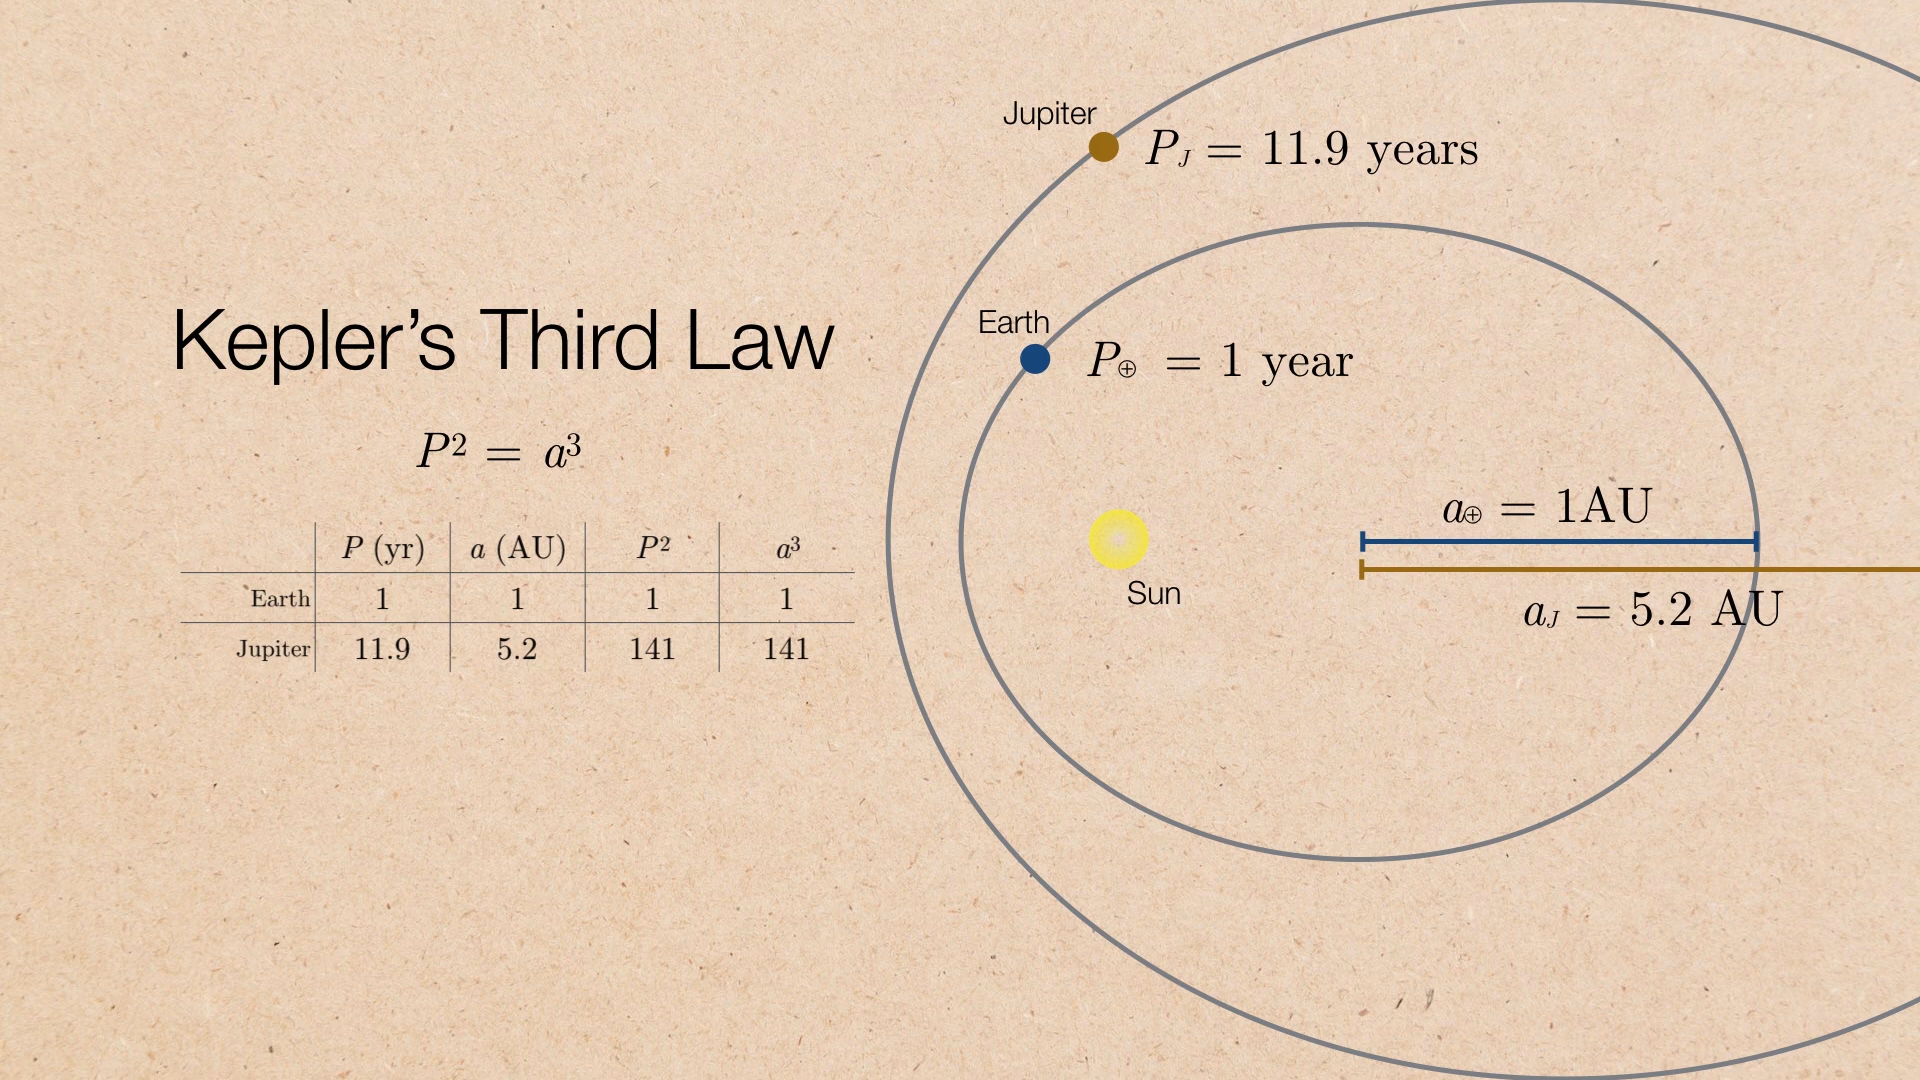 Kepler’s Third Law
P² = a³
P (yr) a (AU) P² a³
Earth 1 1 1 1
Jupiter 11.9 5.2 141 141
Jupiter
P_J = 11.9 years
Earth
P_⊕ = 1 year
a_⊕ = 1AU
Sun
a_J = 5.2 AU